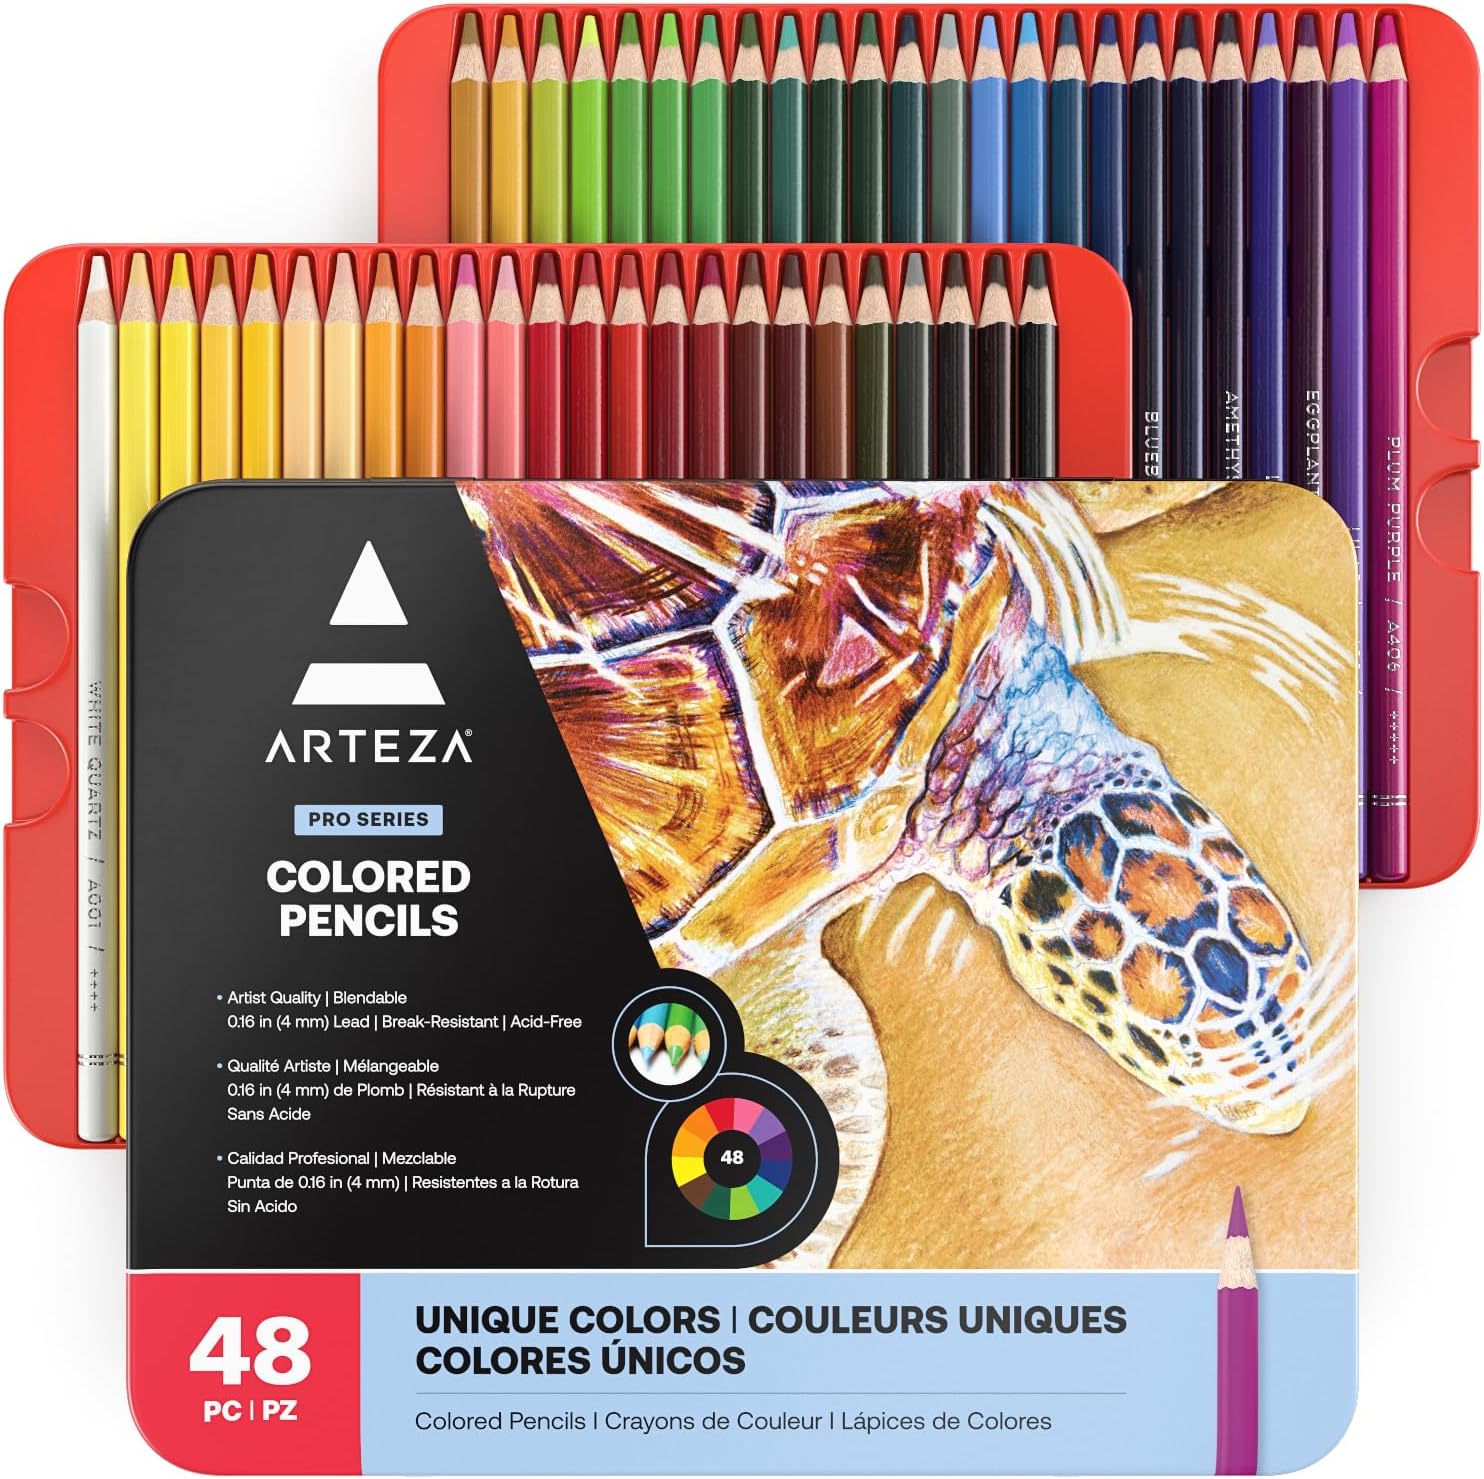 BLUEB
AMETHYS
EGGPLANT
PLUM PURPLE / A406 / +++++
WHITE QUARTZ / A001 / ++++
ARTEZA®
PRO SERIES
COLORED
PENCILS
• Artist Quality | Blendable
0.16 in (4 mm) Lead | Break-Resistant | Acid-Free
• Qualité Artiste | Mélangeable
0.16 in (4 mm) de Plomb | Résistant à la Rupture
Sans Acide
• Calidad Profesional | Mezclable
Punta de 0.16 in (4 mm) | Resistentes a la Rotura
Sin Acido
48
48
PC | PZ
UNIQUE COLORS | COULEURS UNIQUES
COLORES ÚNICOS
Colored Pencils | Crayons de Couleur | Lápices de Colores